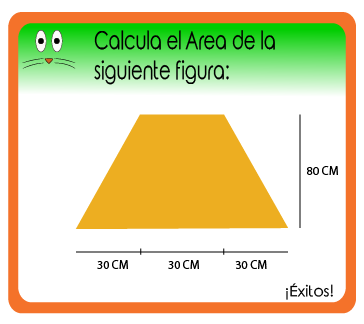 Calcula el Area de la
siguiente figura:
80 CM
30 CM 30 CM 30 CM
¡Éxitos!